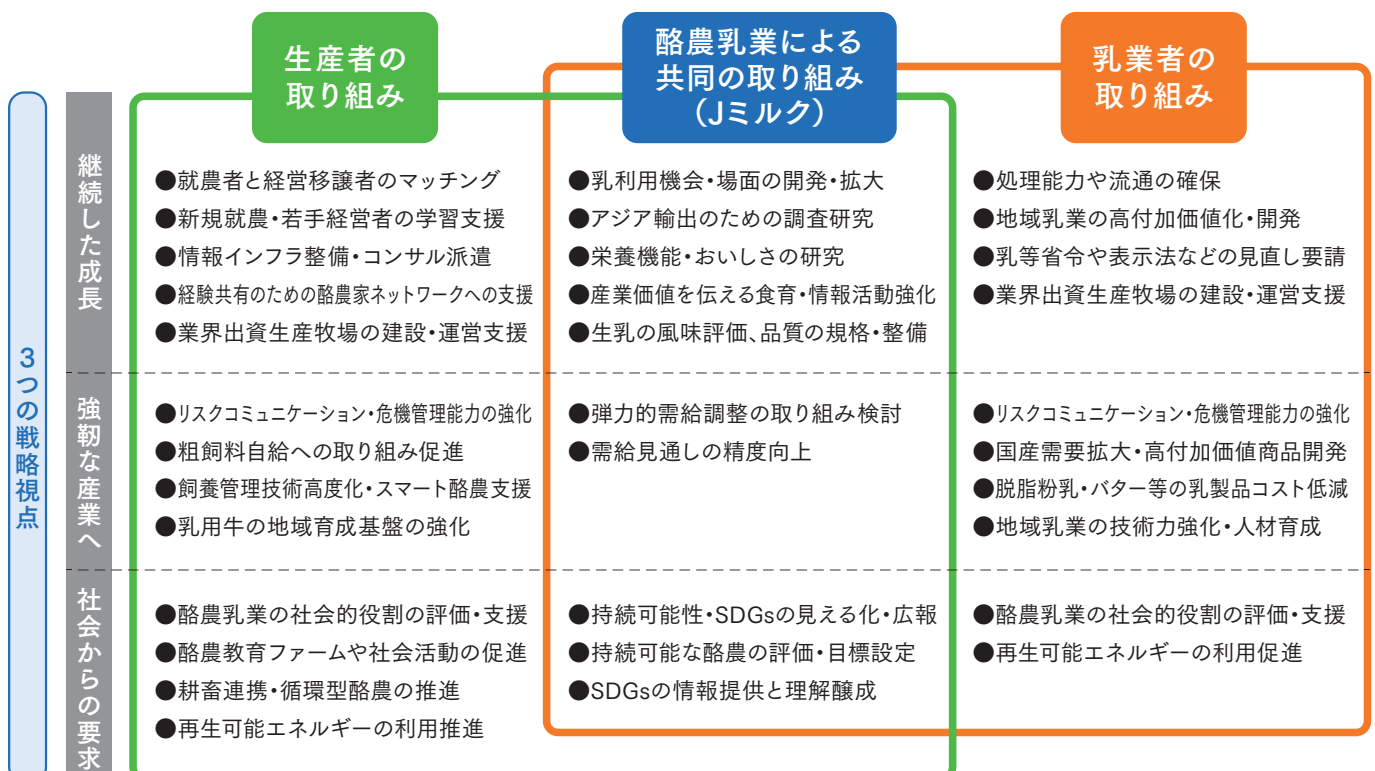 生産者の
取り組み
酪農乳業による
共同の取り組み
（Jミルク）
乳業者の
取り組み
3つの戦略視点
継続した成長
●就農者と経営移譲者のマッチング
●新規就農・若手経営者の学習支援
●情報インフラ整備・コンサル派遣
●経験共有のための酪農家ネットワークへの支援
●業界出資生産牧場の建設・運営支援
●乳利用機会・場面の開発・拡大
●アジア輸出のための調査研究
●栄養機能・おいしさの研究
●産業価値を伝える食育・情報活動強化
●生乳の風味評価、品質の規格・整備
●処理能力や流通の確保
●地域乳業の高付加価値化・開発
●乳等省令や表示法などの見直し要請
●業界出資生産牧場の建設・運営支援
強靭な産業へ
●リスクコミュニケーション・危機管理能力の強化
●粗飼料自給への取り組み促進
●飼養管理技術高度化・スマート酪農支援
●乳用牛の地域育成基盤の強化
●弾力的需給調整の取り組み検討
●需給見通しの精度向上
●リスクコミュニケーション・危機管理能力の強化
●国産需要拡大・高付加価値商品開発
●脱脂粉乳・バター等の乳製品コスト低減
●地域乳業の技術力強化・人材育成
社会からの要求
●酪農乳業の社会的役割の評価・支援
●酪農教育ファームや社会活動の促進
●耕畜連携・循環型酪農の推進
●再生可能エネルギーの利用推進
●持続可能性・SDGsの見える化・広報
●持続可能な酪農の評価・目標設定
●SDGsの情報提供と理解醸成
●酪農乳業の社会的役割の評価・支援
●再生可能エネルギーの利用促進